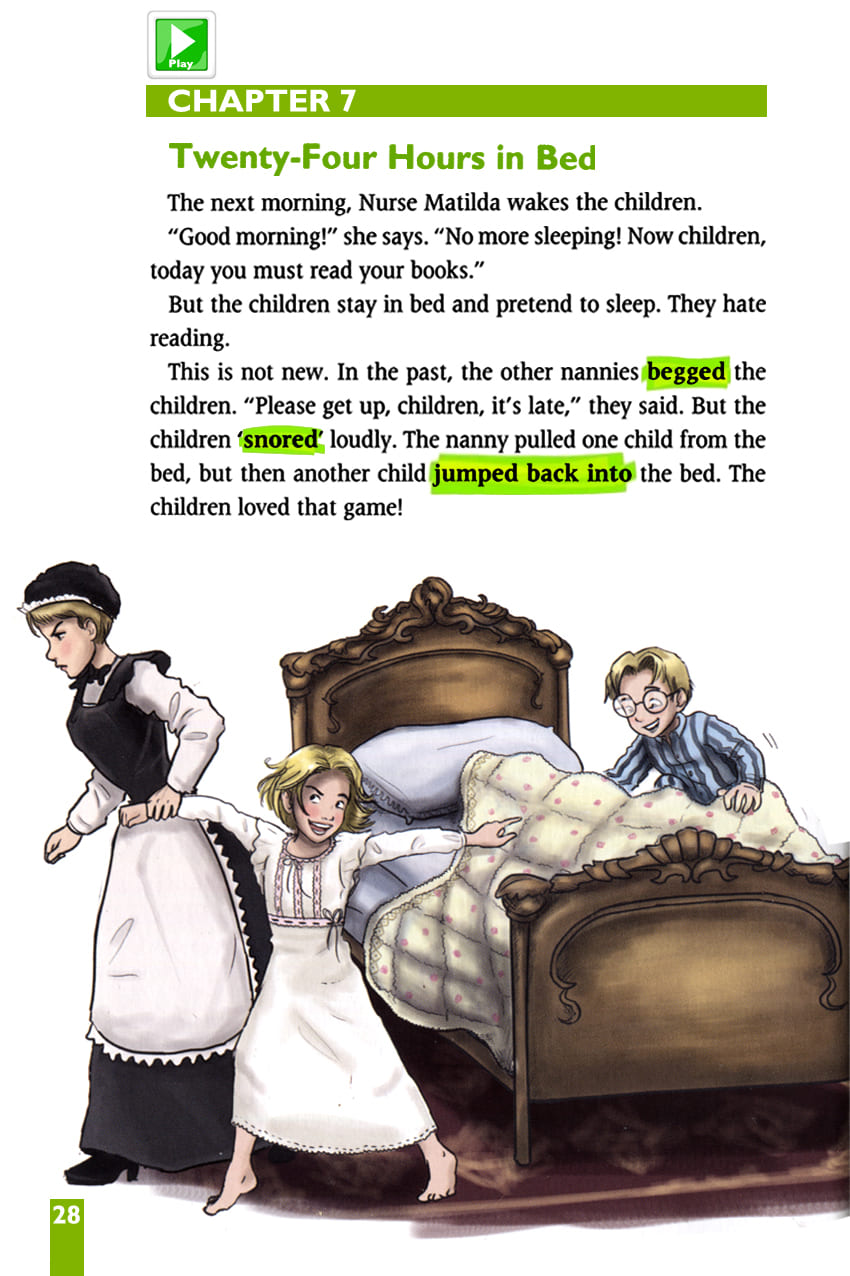 Play
CHAPTER 7
Twenty-Four Hours in Bed
The next morning, Nurse Matilda wakes the children.
“Good morning!” she says. “No more sleeping! Now children,
today you must read your books.”
But the children stay in bed and pretend to sleep. They hate
reading.
This is not new. In the past, the other nannies begged the
children. “Please get up, children, it’s late,” they said. But the
children ‘snored’ loudly. The nanny pulled one child from the
bed, but then another child jumped back into the bed. The
children loved that game!
28